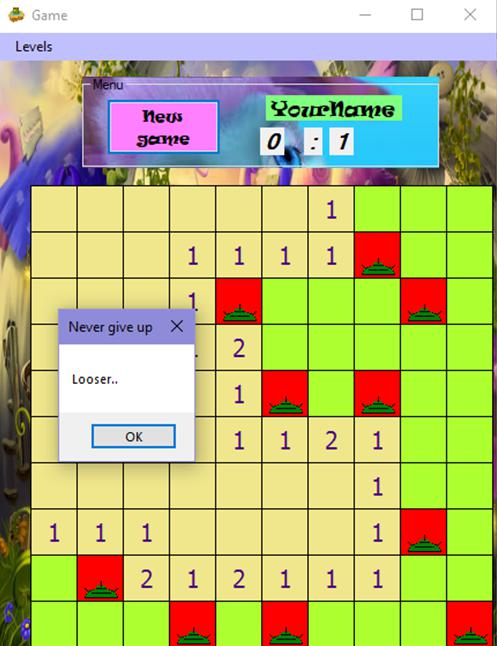 Game
Levels
Menu
New
game
YourName
0 : 1
1
1 1 1 1
1
2
1
1 1 2 1
1
1 1 1 1
2 1 2 1 1 1
Never give up
Looser..
OK